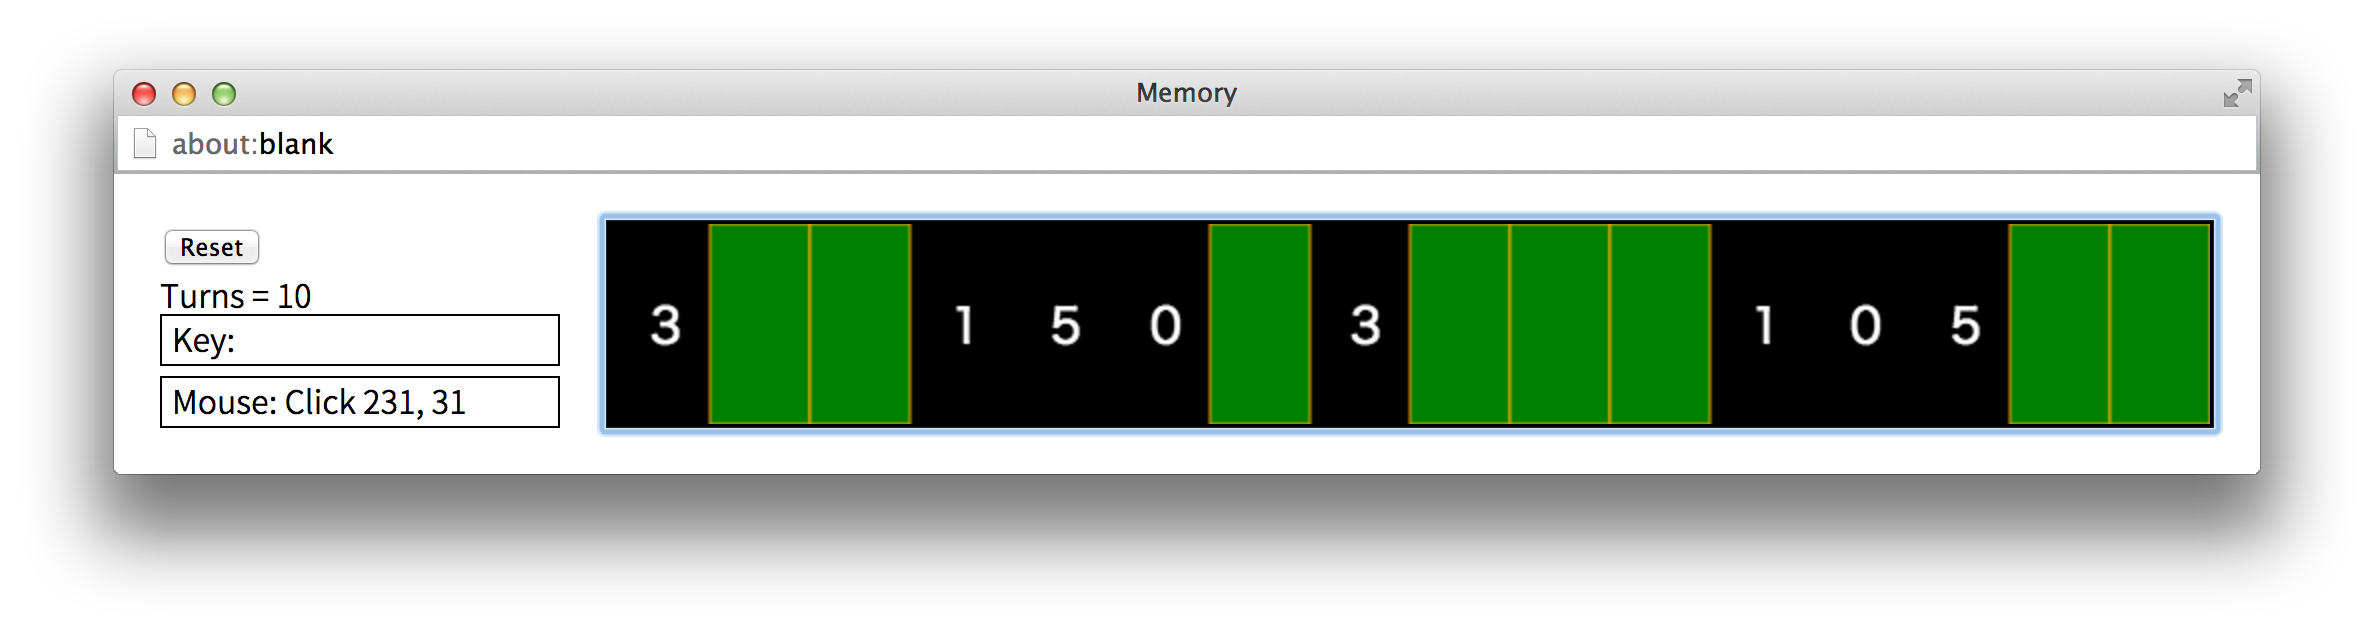 Memory
about:blank
Reset
Turns = 10
Key:
Mouse: Click 231, 31
3 1 5 0 3 1 0 5